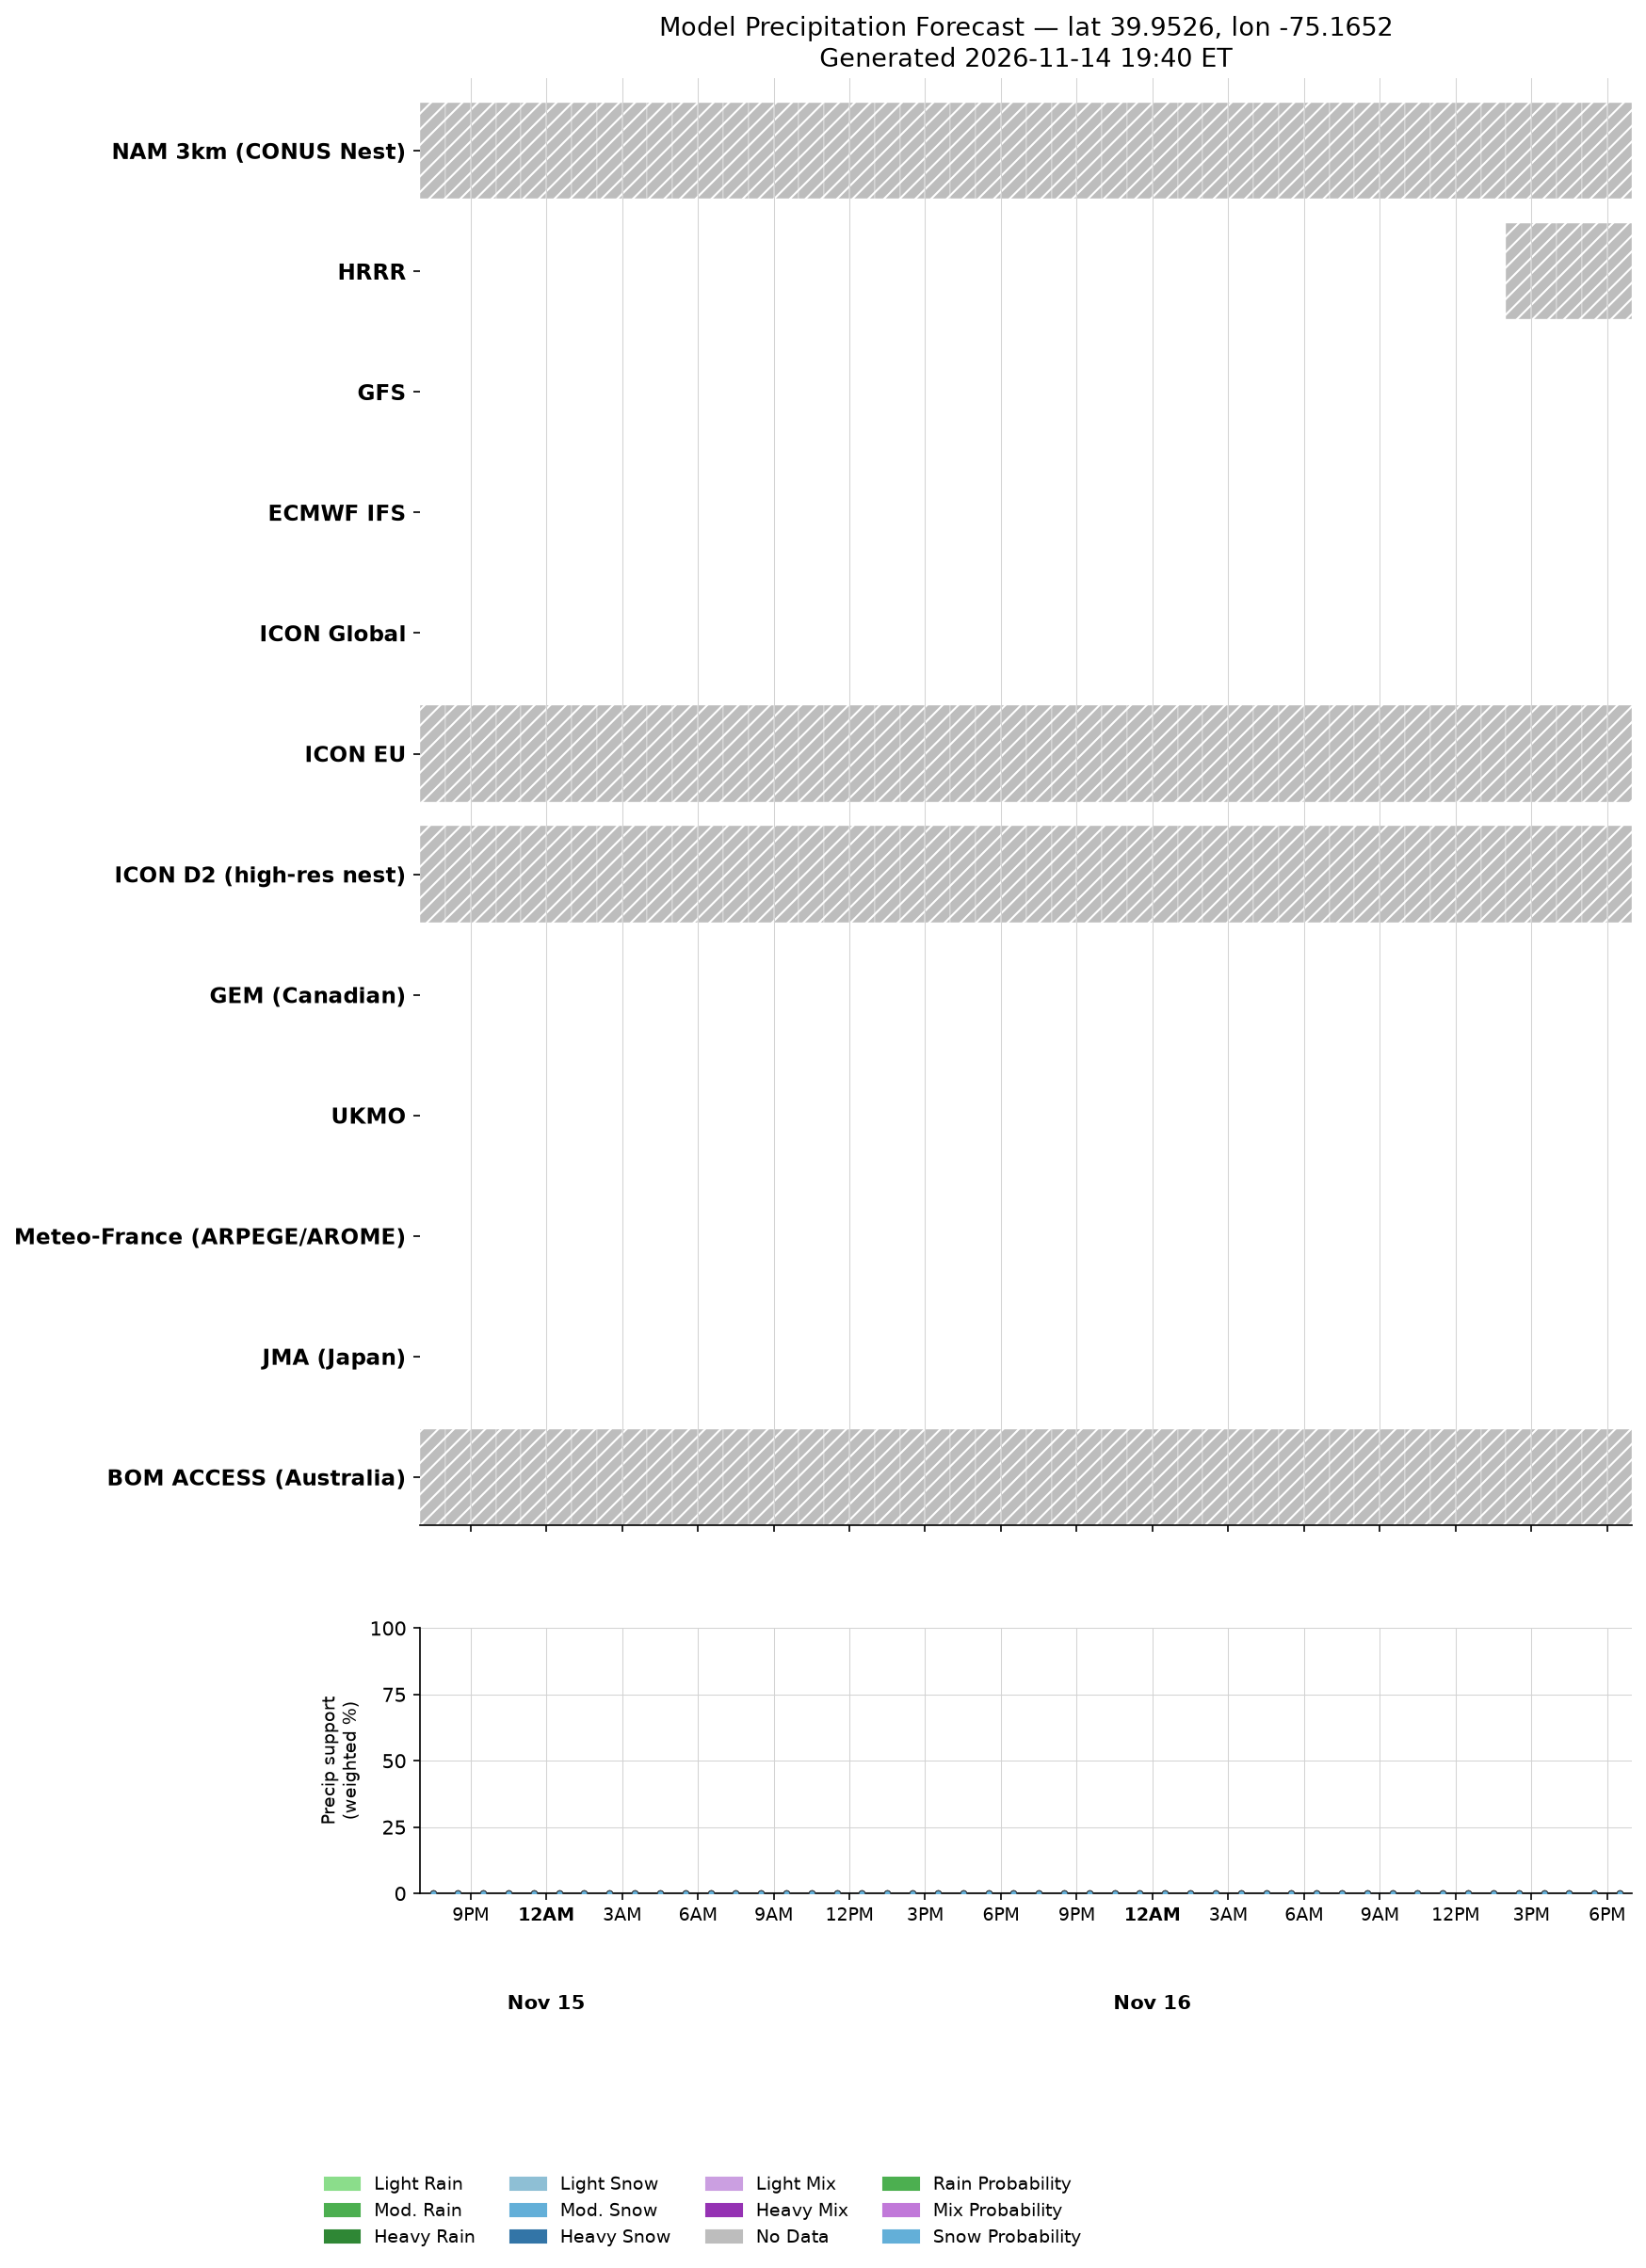 Model Precipitation Forecast — lat 39.9526, lon -75.1652
Generated 2026-11-14 19:40 ET
NAM 3km (CONUS Nest)
HRRR
GFS
ECMWF IFS
ICON Global
ICON EU
ICON D2 (high-res nest)
GEM (Canadian)
UKMO
Meteo-France (ARPEGE/AROME)
JMA (Japan)
BOM ACCESS (Australia)
Precip support
(weighted %)
100
75
50
25
0
9PM 12AM 3AM 6AM 9AM 12PM 3PM 6PM 9PM 12AM 3AM 6AM 9AM 12PM 3PM 6PM
Nov 15 Nov 16
Light Rain Light Snow Light Mix Rain Probability
Mod. Rain Mod. Snow Heavy Mix Mix Probability
Heavy Rain Heavy Snow No Data Snow Probability